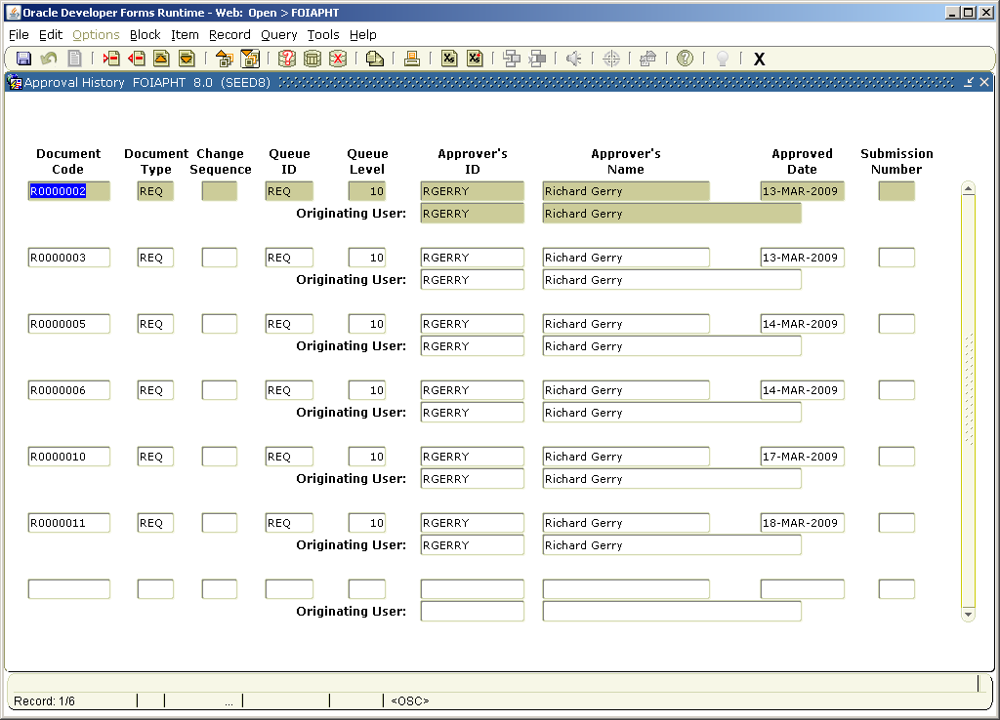 Oracle Developer Forms Runtime - Web: Open > FOIAPHT
File Edit Options Block Item Record Query Tools Help
Approval History FOIAPHT 8.0 (SEED8)
Document Code Document Type Change Sequence Queue ID Queue Level Approver's ID Approver's Name Approved Date Submission Number
R0000002 REQ REQ 10 RGERRY Richard Gerry 13-MAR-2009
Originating User: RGERRY Richard Gerry
R0000003 REQ REQ 10 RGERRY Richard Gerry 13-MAR-2009
Originating User: RGERRY Richard Gerry
R0000005 REQ REQ 10 RGERRY Richard Gerry 14-MAR-2009
Originating User: RGERRY Richard Gerry
R0000006 REQ REQ 10 RGERRY Richard Gerry 14-MAR-2009
Originating User: RGERRY Richard Gerry
R0000010 REQ REQ 10 RGERRY Richard Gerry 17-MAR-2009
Originating User: RGERRY Richard Gerry
R0000011 REQ REQ 10 RGERRY Richard Gerry 18-MAR-2009
Originating User: RGERRY Richard Gerry
Originating User:
Record: 1/6 ... <OSC>